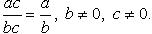 ac/bc = a/b, b ≠ 0, c ≠ 0.